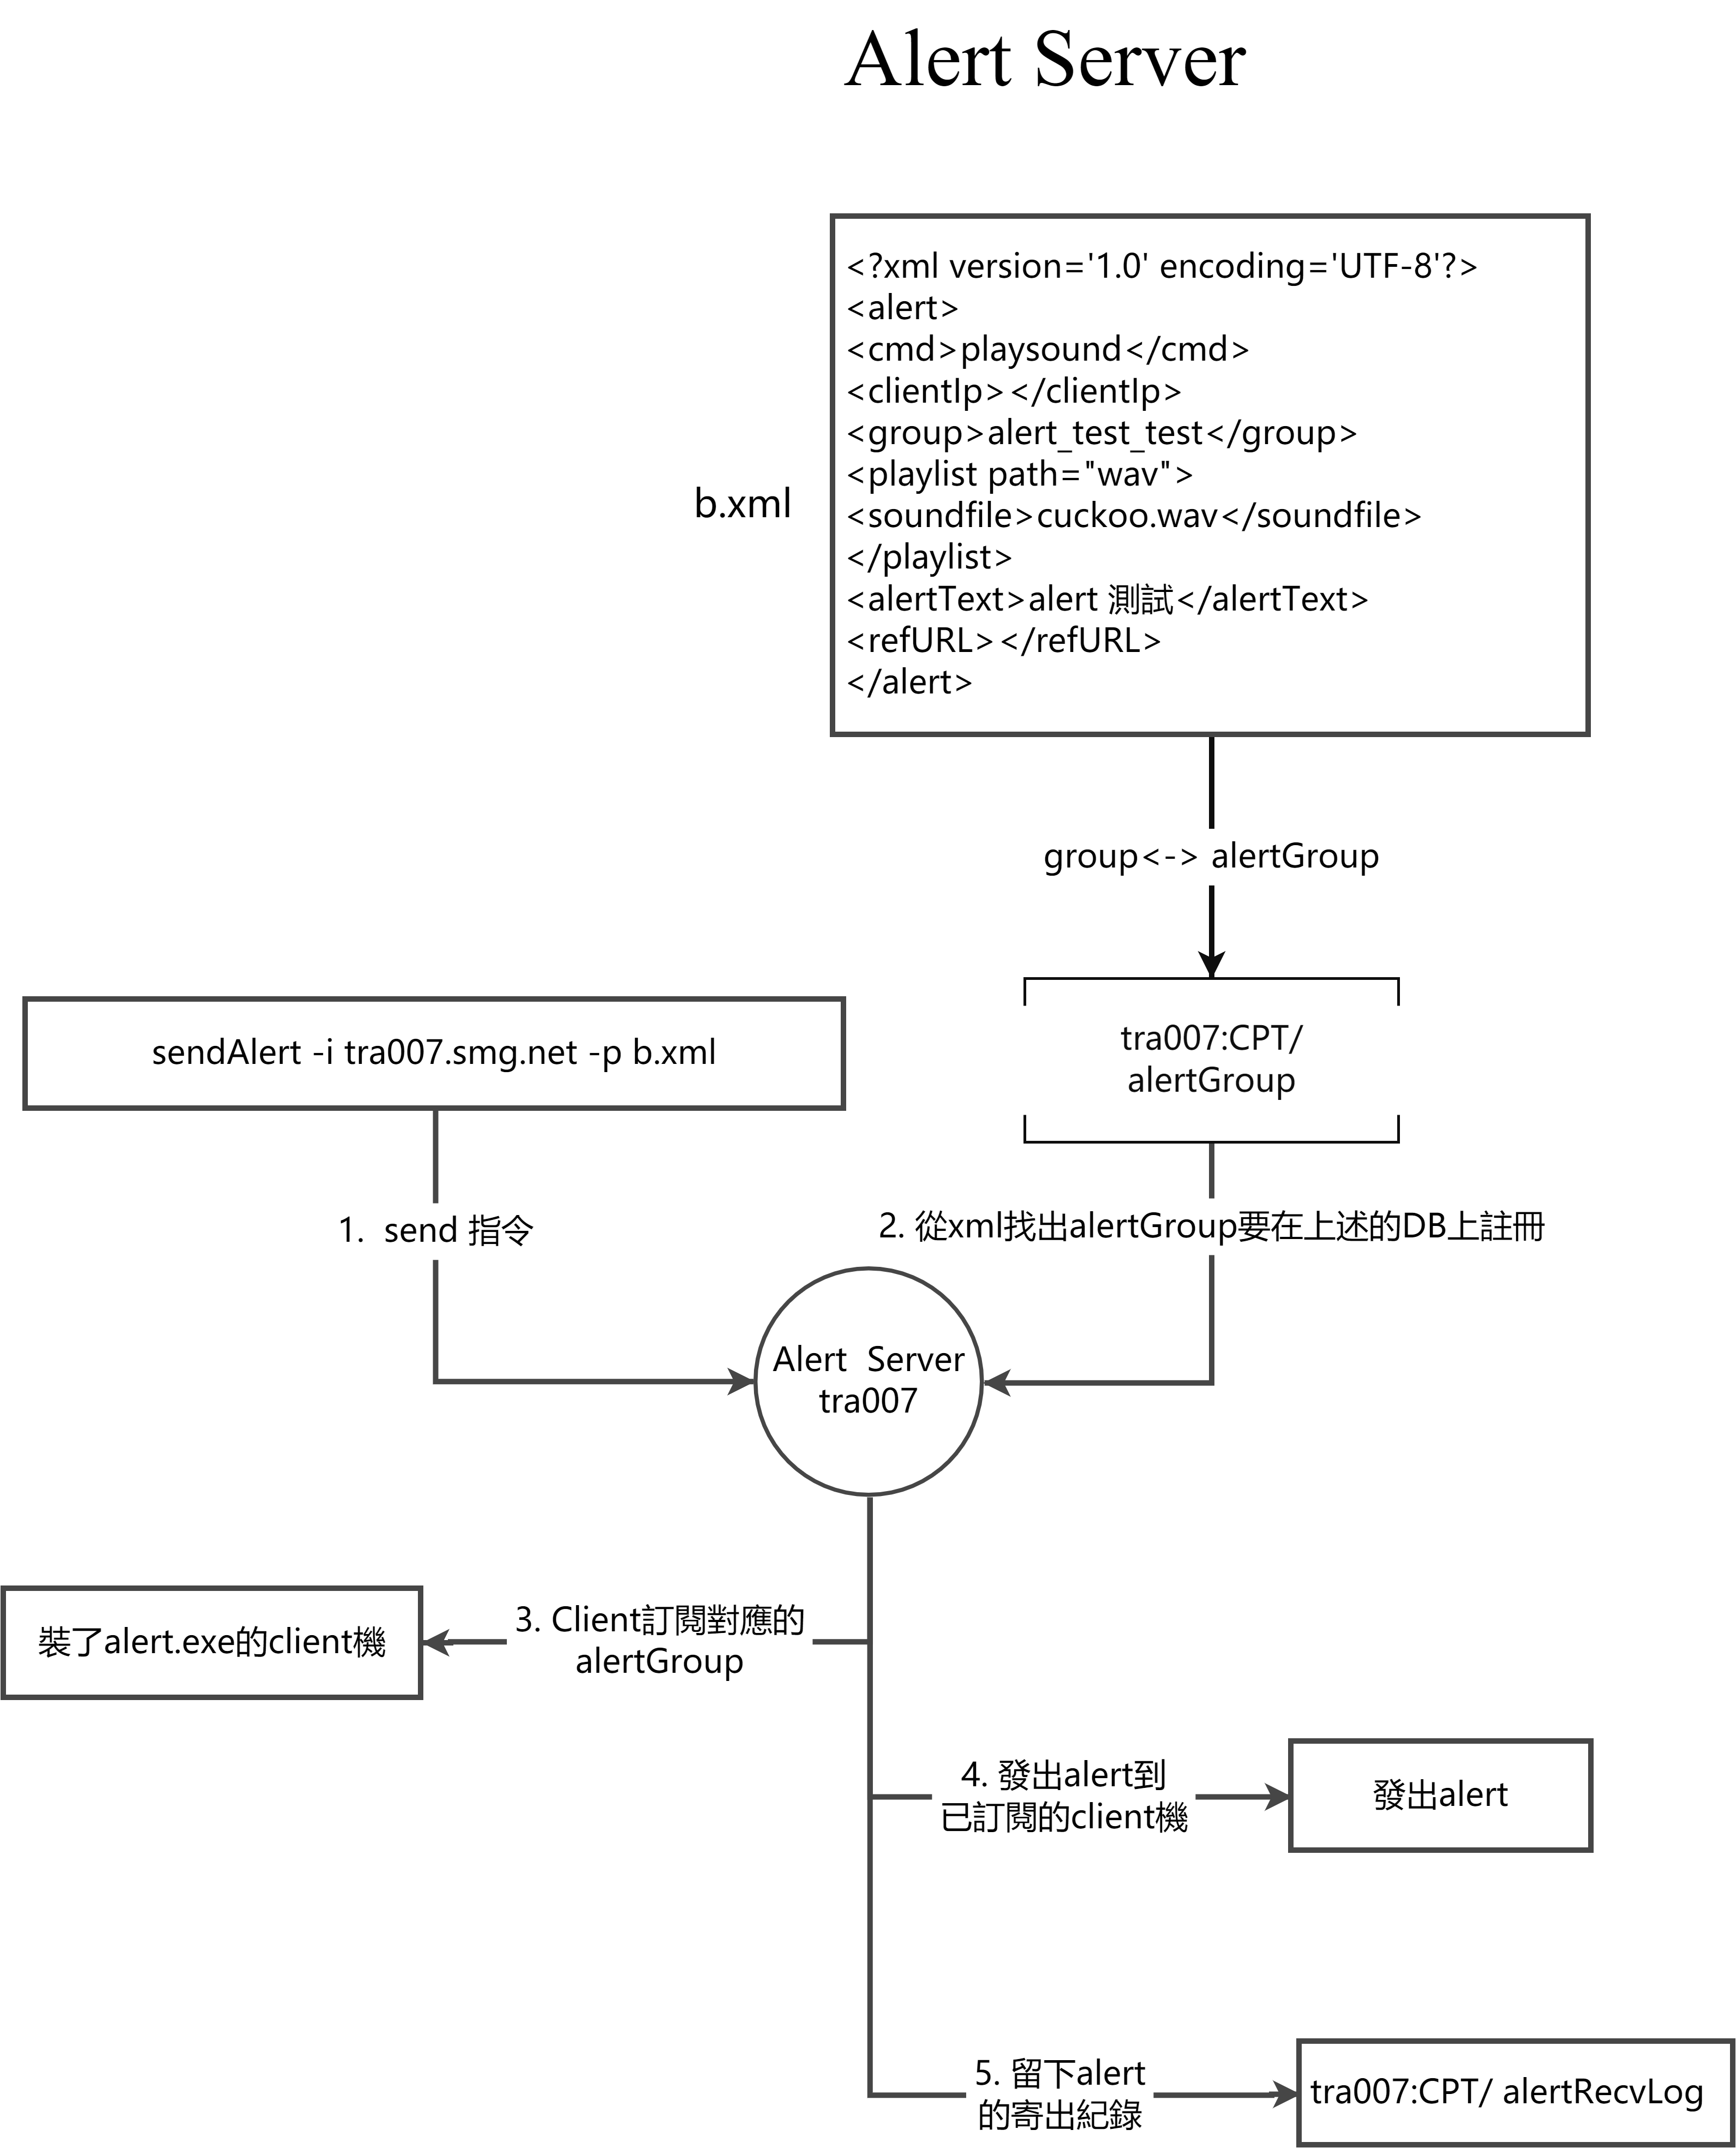 Alert Server
<?xml version='1.0' encoding='UTF-8'?>
<alert>
<cmd>playsound</cmd>
<clientIp></clientIp>
<group>alert_test_test</group>
<playlist path="wav">
<soundfile>cuckoo.wav</soundfile>
</playlist>
<alertText>alert 測試</alertText>
<refURL></refURL>
</alert>
b.xml
group<-> alertGroup
tra007:CPT/
alertGroup
sendAlert -i tra007.smg.net -p b.xml
1. send 指令
2. 從xml找出alertGroup要在上述的DB上註冊
Alert Server
tra007
3. Client訂閱對應的
alertGroup
裝了alert.exe的client機
4. 發出alert到
已訂閱的client機
發出alert
5. 留下alert
的寄出紀錄
tra007:CPT/ alertRecvLog